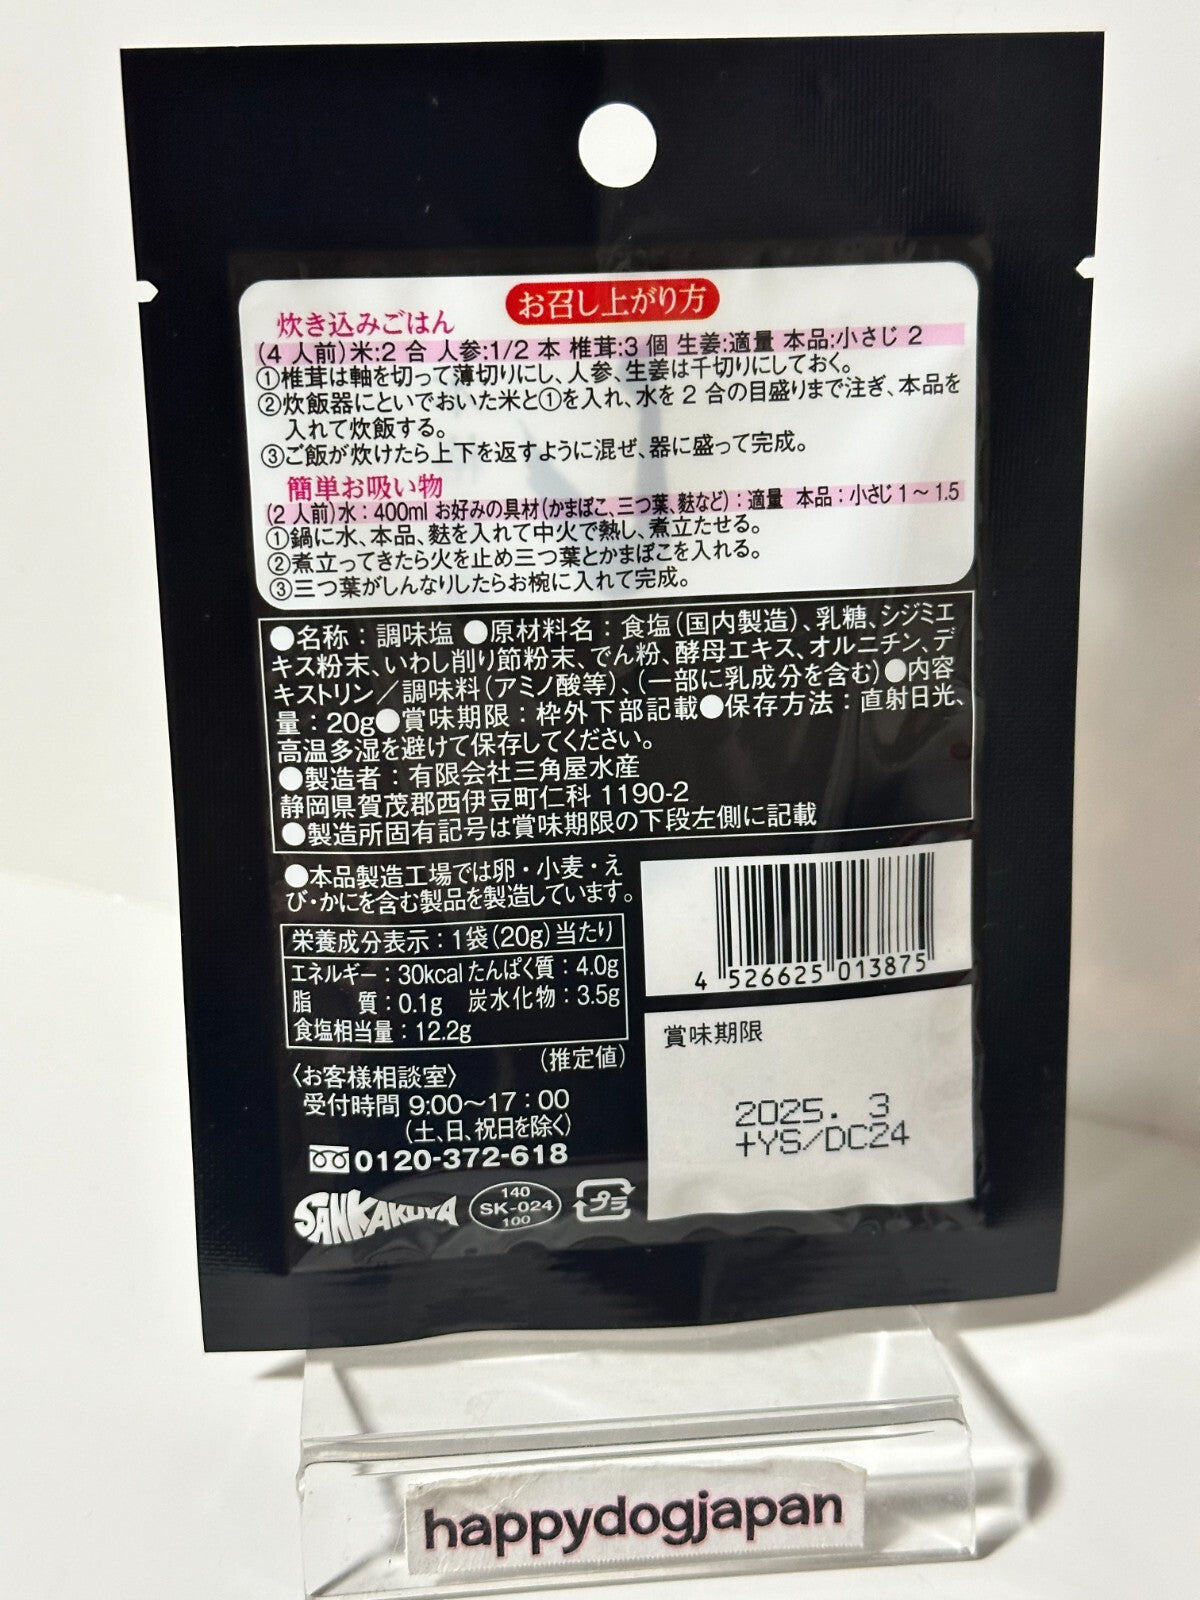 お召し上がり方
炊き込みごはん
(4 人前)米:2 合 人参:1/2 本 椎茸:3 個 生姜:適量 本品:小さじ 2
①椎茸は軸を切って薄切りにし、人参、生姜は千切りにしておく。
②炊飯器にといでおいた米と①を入れ、水を 2 合の目盛りまで注ぎ、本品を
入れて炊飯する。
③ご飯が炊けたら上下を返すように混ぜ、器に盛って完成。
簡単お吸い物
(2 人前)水：400ml お好みの具材(かまぼこ、三つ葉、麩など)：適量 本品：小さじ1～1.5
①鍋に水、本品、麩を入れて中火で熱し、煮立たせる。
②煮立ってきたら火を止め三つ葉とかまぼこを入れる。
③三つ葉がしんなりしたらお椀に入れて完成。
●名称：調味塩 ●原材料名：食塩(国内製造)、乳糖、シジミエ
キス粉末、いわし削り節粉末、でん粉、酵母エキス、オルニチン、デ
キストリン／調味料(アミノ酸等)、(一部に乳成分を含む)●内容
量：20g●賞味期限：枠外下部記載●保存方法：直射日光、
高温多湿を避けて保存してください。
●製造者：有限会社三角屋水産
静岡県賀茂郡西伊豆町仁科 1190-2
●製造所固有記号は賞味期限の下段左側に記載
●本品製造工場では卵・小麦・え
び・かにを含む製品を製造しています。
栄養成分表示：1袋(20g)当たり
エネルギー：30kcal たんぱく質：4.0g
脂　質：0.1g 炭水化物：3.5g
食塩相当量：12.2g
(推定値)
〈お客様相談室〉
受付時間 9:00～17：00
(土、日、祝日を除く)
0120-372-618
SANKAKUYA
140
SK-024
100
プラ
4 526625 013875
賞味期限
2025. 3
+YS/DC24
happydogjapan